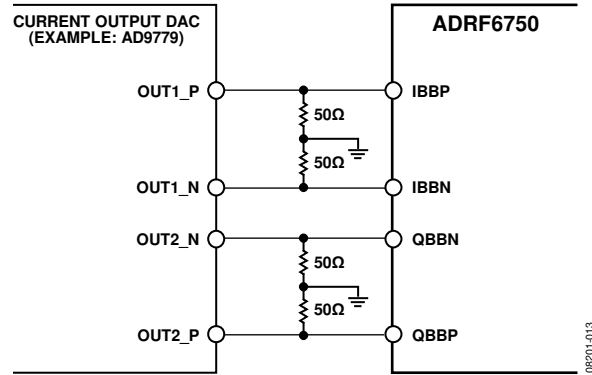 CURRENT OUTPUT DAC
(EXAMPLE: AD9779)
ADRF6750
OUT1_P
IBBP
50Ω
50Ω
OUT1_N
IBBN
OUT2_N
QBBN
50Ω
50Ω
OUT2_P
QBBP
08201-013